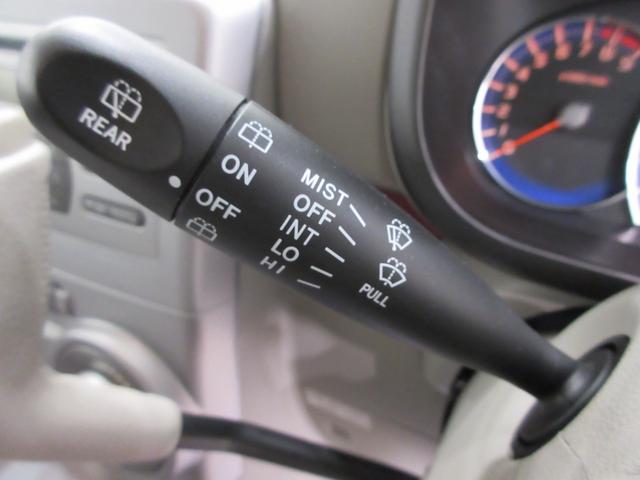 REAR
ON
OFF
MIST
OFF
INT
LO
HI
PULL